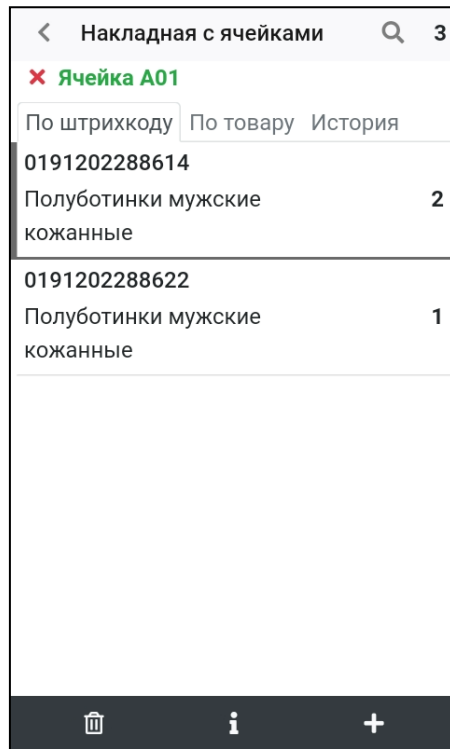 Накладная с ячейками 3
Ячейка A01
По штрихкоду По товару История
0191202288614
Полуботинки мужские 2
кожанные
0191202288622
Полуботинки мужские 1
кожанные